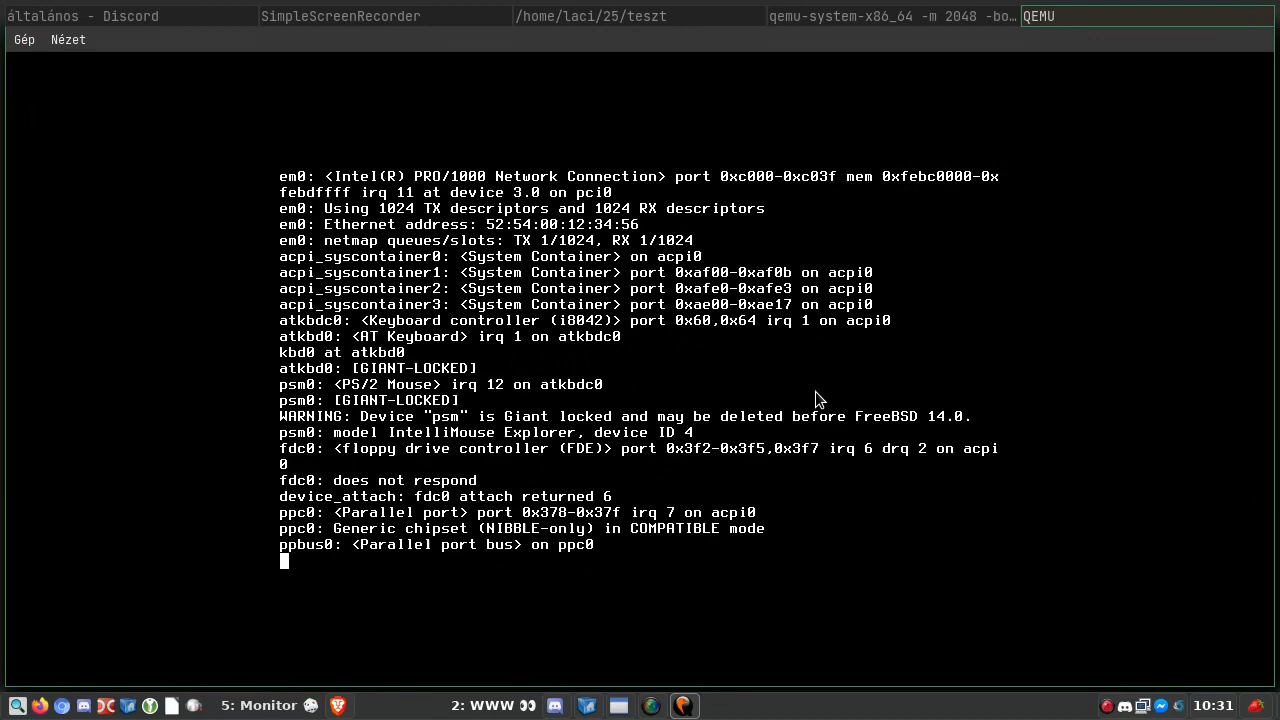 általános - Discord
SimpleScreenRecorder
/home/laci/25/teszt
qemu-system-x86_64 -m 2048 -bo…
QEMU
Gép Nézet
em0: <Intel(R) PRO/1000 Network Connection> port 0xc000-0xc03f mem 0xfebc0000-0x
febdffff irq 11 at device 3.0 on pci0
em0: Using 1024 TX descriptors and 1024 RX descriptors
em0: Ethernet address: 52:54:00:12:34:56
em0: netmap queues/slots: TX 1/1024, RX 1/1024
acpi_syscontainer0: <System Container> on acpi0
acpi_syscontainer1: <System Container> port 0xaf00-0xaf0b on acpi0
acpi_syscontainer2: <System Container> port 0xafe0-0xafe3 on acpi0
acpi_syscontainer3: <System Container> port 0xae00-0xae17 on acpi0
atkbdc0: <Keyboard controller (i8042)> port 0x60,0x64 irq 1 on acpi0
atkbd0: <AT Keyboard> irq 1 on atkbdc0
kbd0 at atkbd0
atkbd0: [GIANT-LOCKED]
psm0: <PS/2 Mouse> irq 12 on atkbdc0
psm0: [GIANT-LOCKED]
WARNING: Device "psm" is Giant locked and may be deleted before FreeBSD 14.0.
psm0: model IntelliMouse Explorer, device ID 4
fdc0: <floppy drive controller (FDE)> port 0x3f2-0x3f5,0x3f7 irq 6 drq 2 on acpi
0
fdc0: does not respond
device_attach: fdc0 attach returned 6
ppc0: <Parallel port> port 0x378-0x37f irq 7 on acpi0
ppc0: Generic chipset (NIBBLE-only) in COMPATIBLE mode
ppbus0: <Parallel port bus> on ppc0
5: Monitor
2: WWW
10:31